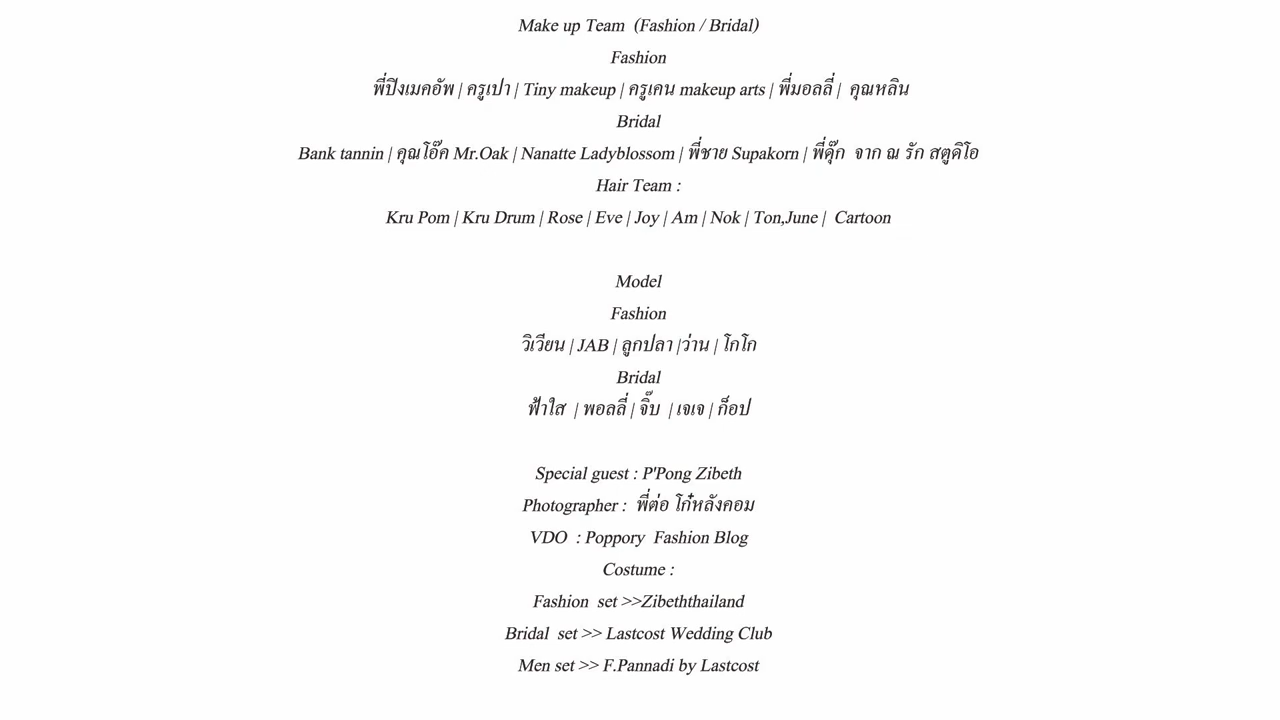 Make up Team (Fashion / Bridal)
Fashion
พี่ปิงเมคอัพ | ครูเปา | Tiny makeup | ครูเคน makeup arts | พี่มอลลี่ | คุณหลิน
Bridal
Bank tannin | คุณโอ๊ค Mr.Oak | Nanatte Ladyblossom | พี่ชาย Supakorn | พี่ดุ๊ก จาก ณ รัก สตูดิโอ
Hair Team :
Kru Pom | Kru Drum | Rose | Eve | Joy | Am | Nok | Ton,June | Cartoon
Model
Fashion
วิเวียน | JAB | ลูกปลา |ว่าน | โกโก
Bridal
ฟ้าใส | พอลลี่ | จิ๊บ | เจเจ | ก็อป
Special guest : P'Pong Zibeth
Photographer : พี่ต่อ โก๋หลังคอม
VDO : Poppory Fashion Blog
Costume :
Fashion set >>Zibeththailand
Bridal set >> Lastcost Wedding Club
Men set >> F.Pannadi by Lastcost